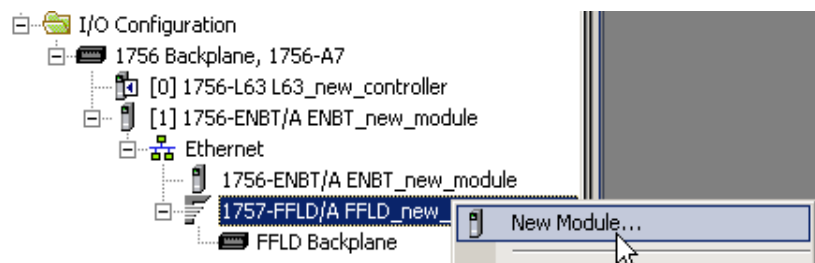 I/O Configuration
1756 Backplane, 1756-A7
[0] 1756-L63 L63_new_controller
[1] 1756-ENBT/A ENBT_new_module
Ethernet
1756-ENBT/A ENBT_new_module
1757-FFLD/A FFLD_new_
New Module...
FFLD Backplane